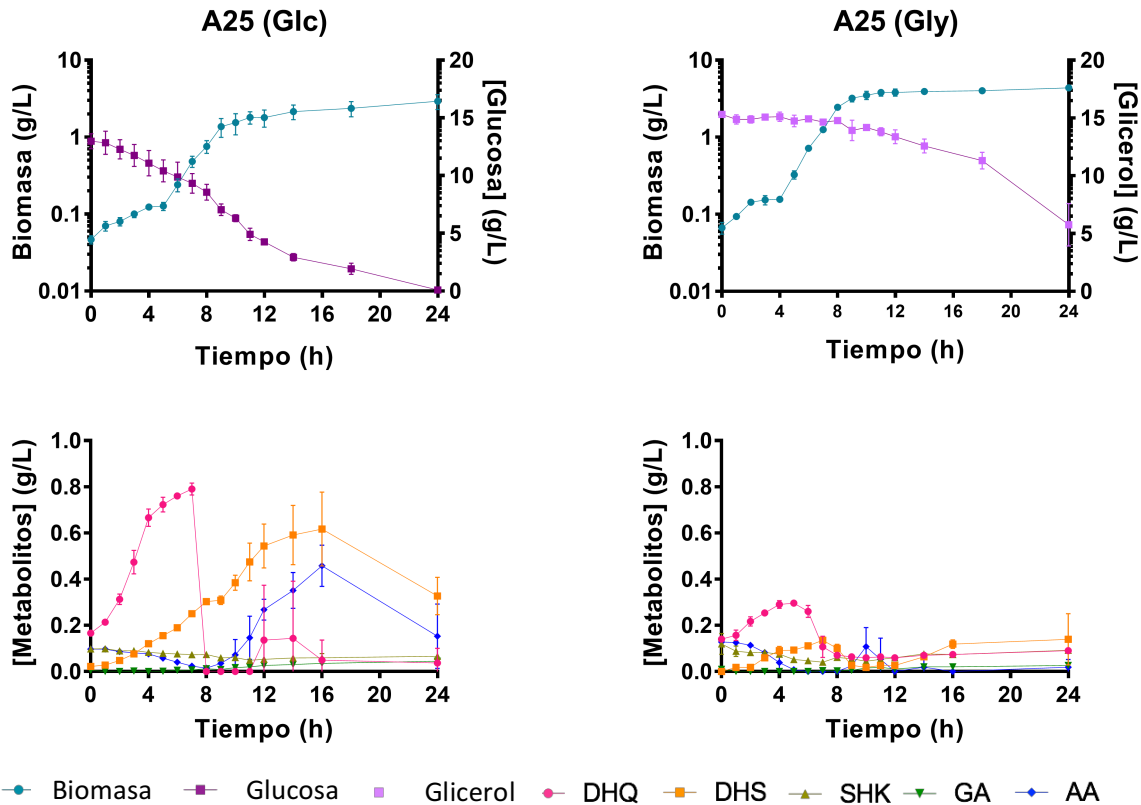 A25 (Glc)
A25 (Gly)
Biomasa (g/L)
10
1
0.1
0.01
20
15
10
5
0
[Glucosa] (g/L)
0 4 8 12 16 20 24
Tiempo (h)
Biomasa (g/L)
10
1
0.1
0.01
20
15
10
5
0
[Glicerol] (g/L)
0 4 8 12 16 20 24
Tiempo (h)
[Metabolitos] (g/L)
1.0
0.8
0.6
0.4
0.2
0.0
0 4 8 12 16 20 24
Tiempo (h)
[Metabolitos] (g/L)
1.0
0.8
0.6
0.4
0.2
0.0
0 4 8 12 16 20 24
Tiempo (h)
Biomasa Glucosa Glicerol DHQ DHS SHK GA AA